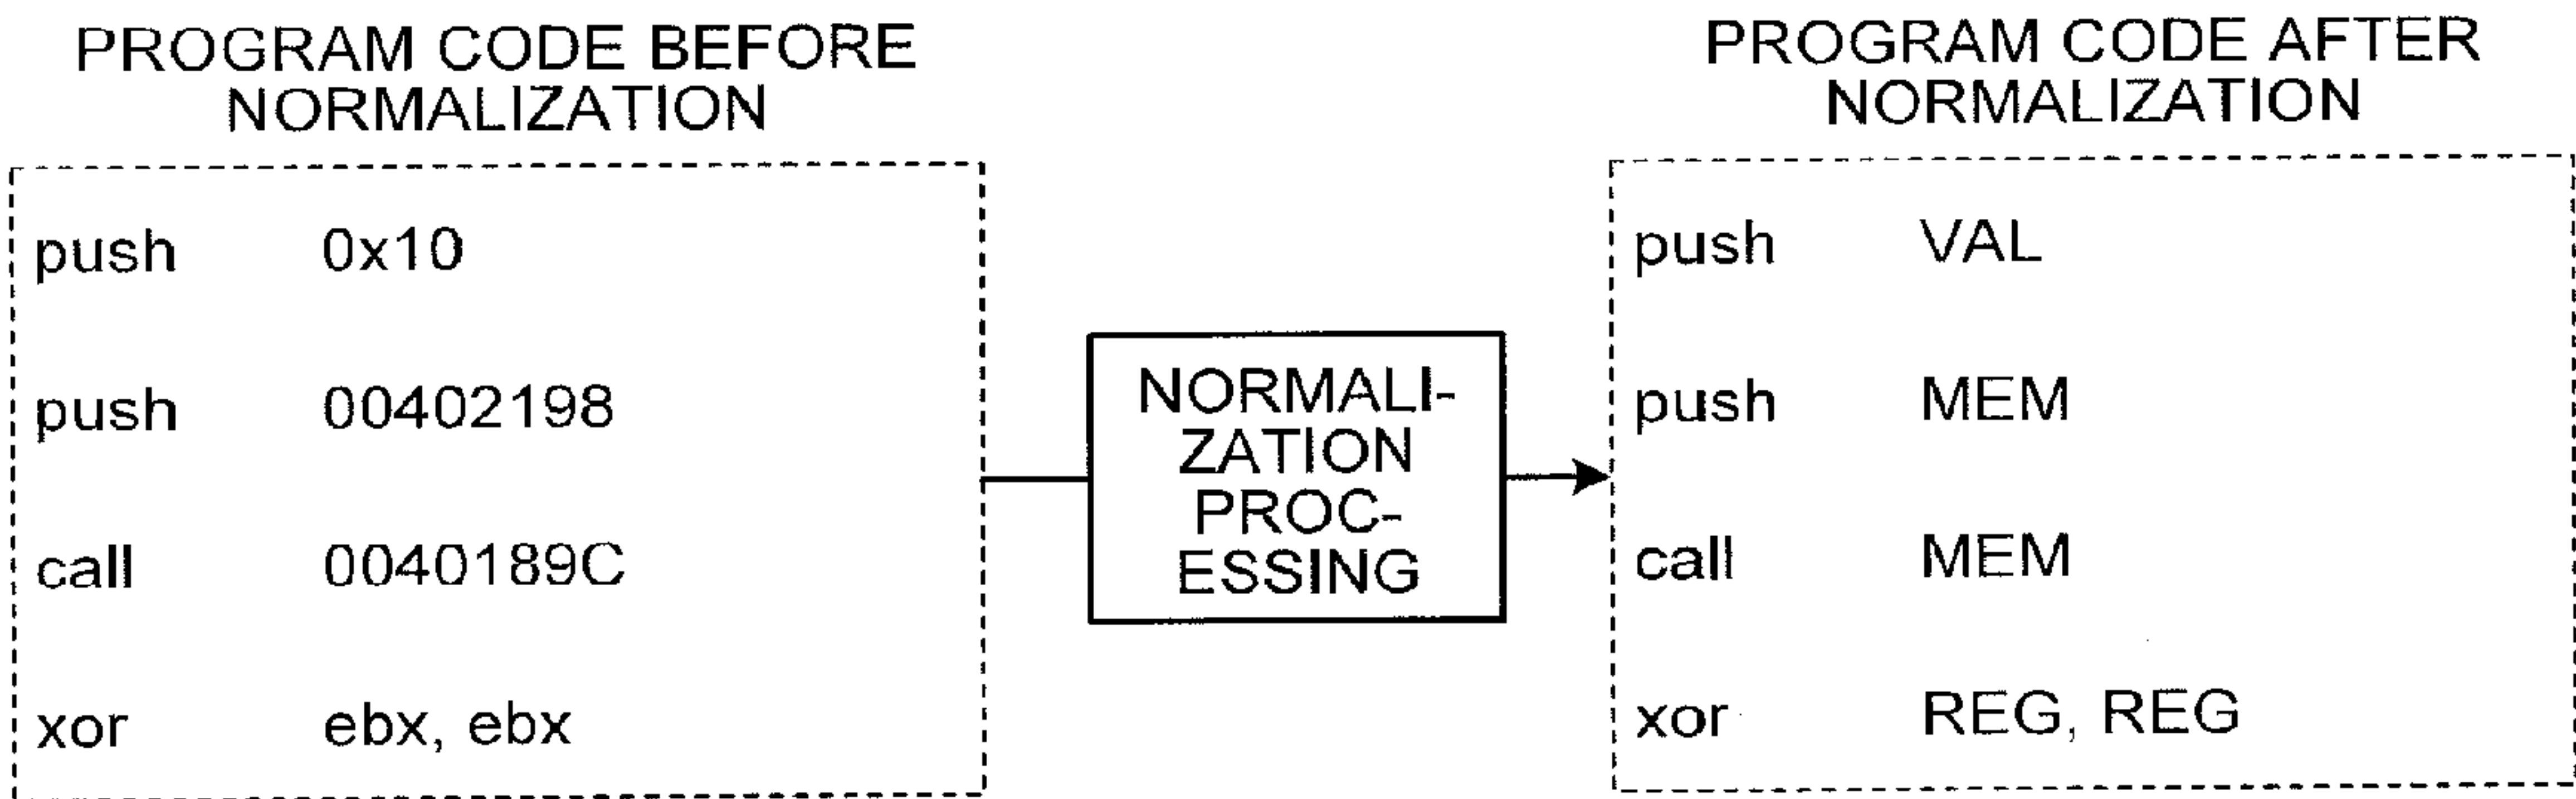 PROGRAM CODE BEFORE
NORMALIZATION
push 0x10
push 00402198
call 0040189C
xor ebx, ebx
NORMALI-
ZATION
PROC-
ESSING
PROGRAM CODE AFTER
NORMALIZATION
push VAL
push MEM
call MEM
xor REG, REG